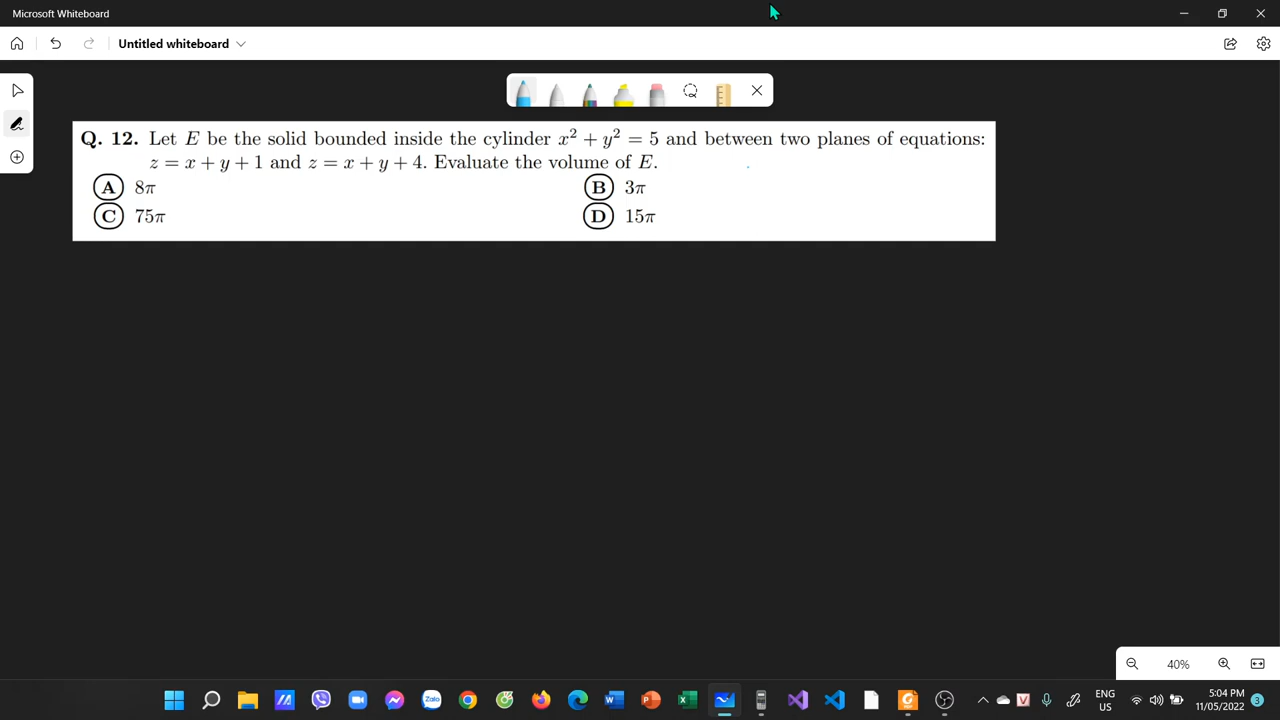 Microsoft Whiteboard
Untitled whiteboard
Q. 12. Let E be the solid bounded inside the cylinder x² + y² = 5 and between two planes of equations:
z = x + y + 1 and z = x + y + 4. Evaluate the volume of E.
A 8π
B 3π
C 75π
D 15π
40%
Zalo
ENG
US
5:04 PM
11/05/2022
3